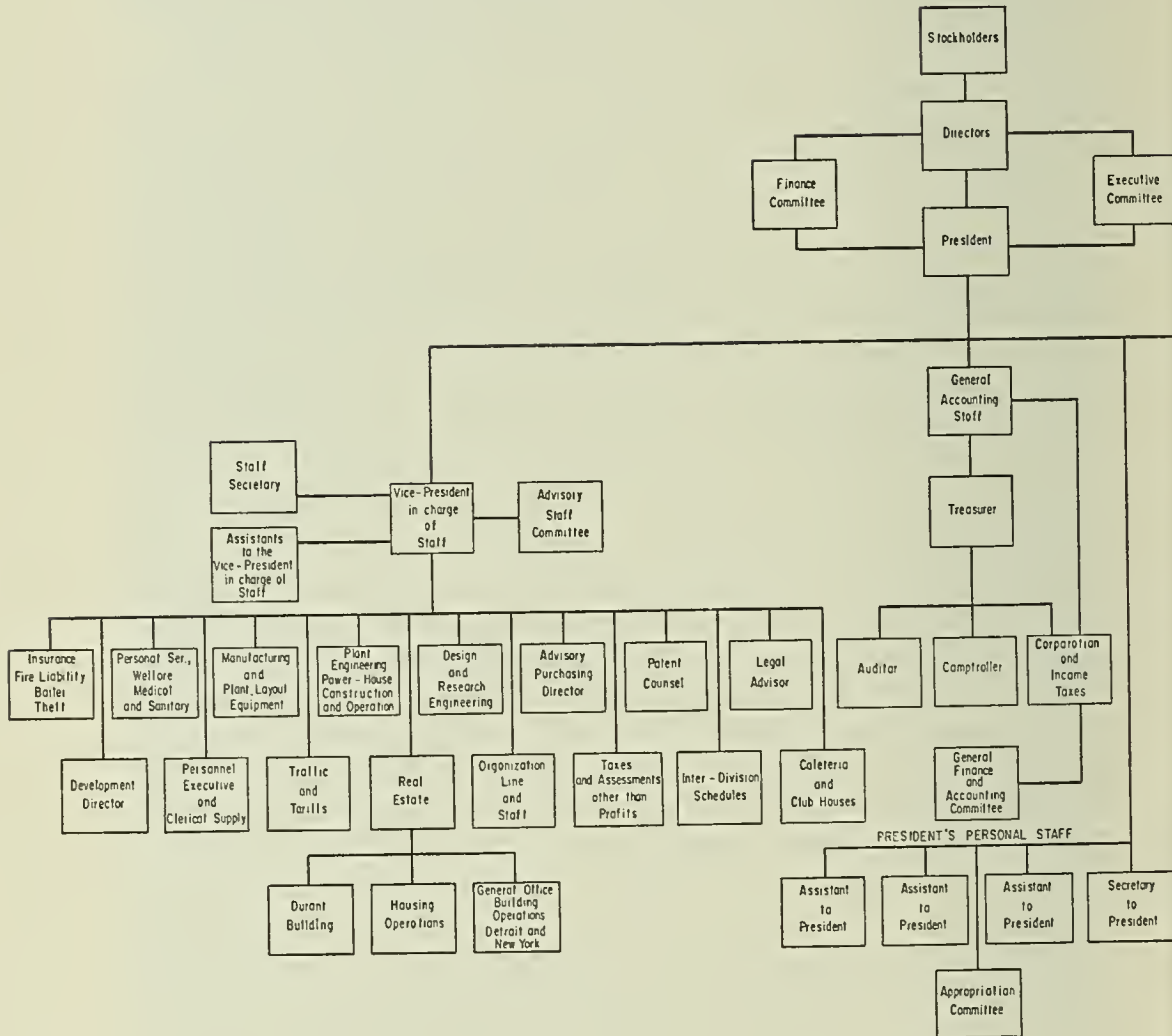 Stockholders
Directors
Finance
Committee
Executive
Committee
President
General
Accounting
Staff
Staff
Secretary
Vice-President
in charge
of
Staff
Advisory
Staff
Committee
Assistants
to the
Vice-President
in charge of
Staff
Treasurer
Insurance
Fire Liability
Boiler
Theft
Personal Ser.,
Welfare
Medical
and Sanitary
Manufacturing
and
Plant, Layout
Equipment
Plant
Engineering
Power-House
Construction
and Operation
Design
and
Research
Engineering
Advisory
Purchasing
Director
Patent
Counsel
Legal
Advisor
Auditor
Comptroller
Corporation
and
Income
Taxes
Development
Director
Personnel
Executive
and
Clerical Supply
Traffic
and
Tariffs
Real
Estate
Organization
Line
and
Staff
Taxes
and Assessments
other than
Profits
Inter-Division
Schedules
Cafeteria
and
Club Houses
General
Finance
and
Accounting
Committee
PRESIDENT'S PERSONAL STAFF
Durant
Building
Housing
Operations
General Office
Building
Operations
Detroit and
New York
Assistant
to
President
Assistant
to
President
Assistant
to
President
Secretary
to
President
Appropriation
Committee